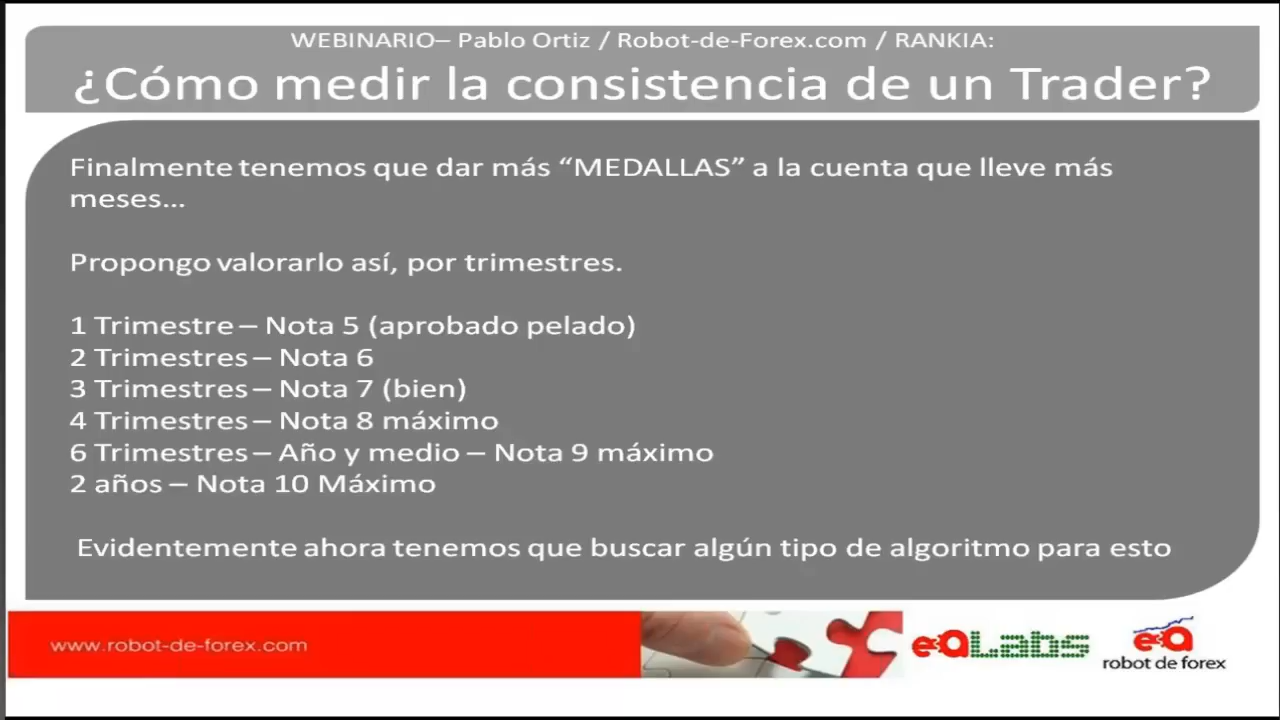 WEBINARIO– Pablo Ortiz / Robot-de-Forex.com / RANKIA:
¿Cómo medir la consistencia de un Trader?
Finalmente tenemos que dar más “MEDALLAS” a la cuenta que lleve más
meses...
Propongo valorarlo así, por trimestres.
1 Trimestre – Nota 5 (aprobado pelado)
2 Trimestres – Nota 6
3 Trimestres – Nota 7 (bien)
4 Trimestres – Nota 8 máximo
6 Trimestres – Año y medio – Nota 9 máximo
2 años – Nota 10 Máximo
Evidentemente ahora tenemos que buscar algún tipo de algoritmo para esto
www.robot-de-forex.com
eaLabs
ea
robot de forex